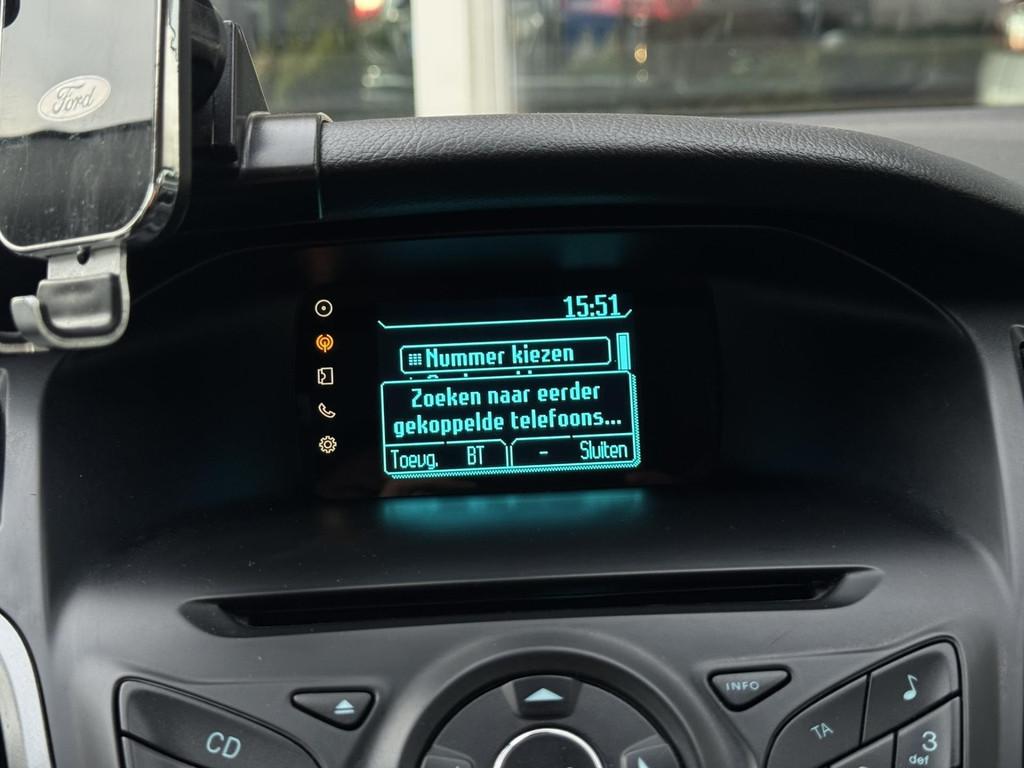 Ford
15:51
Nummer kiezen
Zoeken naar eerder
gekoppelde telefoons...
Toevg. BT - Sluiten
INFO
CD
TA
3
def